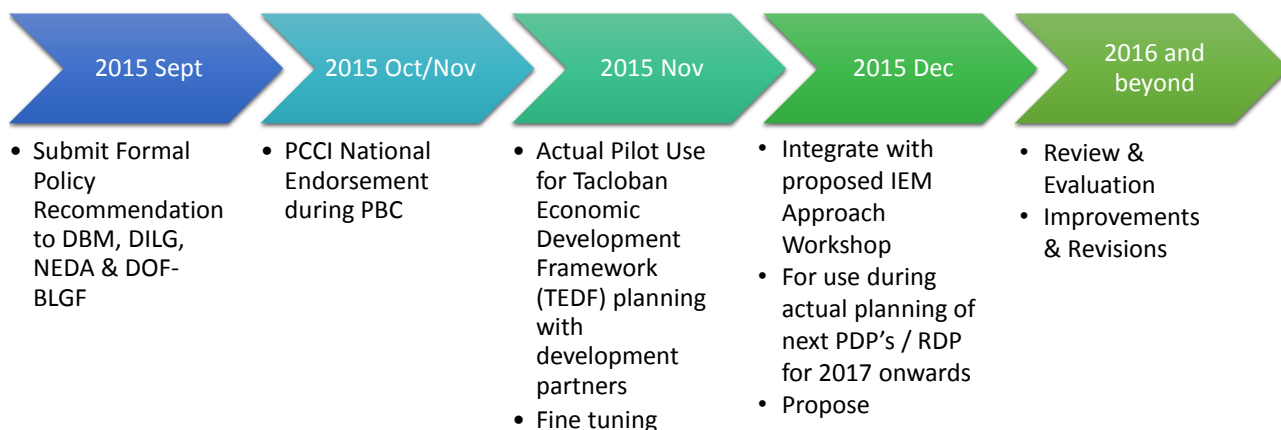 2015 Sept
2015 Oct/Nov
2015 Nov
2015 Dec
2016 and
beyond
• Submit Formal
Policy
Recommendation
to DBM, DILG,
NEDA & DOF-
BLGF
• PCCI National
Endorsement
during PBC
• Actual Pilot Use
for Tacloban
Economic
Development
Framework
(TEDF) planning
with
development
partners
• Fine tuning
• Integrate with
proposed IEM
Approach
Workshop
• For use during
actual planning of
next PDP's / RDP
for 2017 onwards
• Propose
• Review &
Evaluation
• Improvements
& Revisions